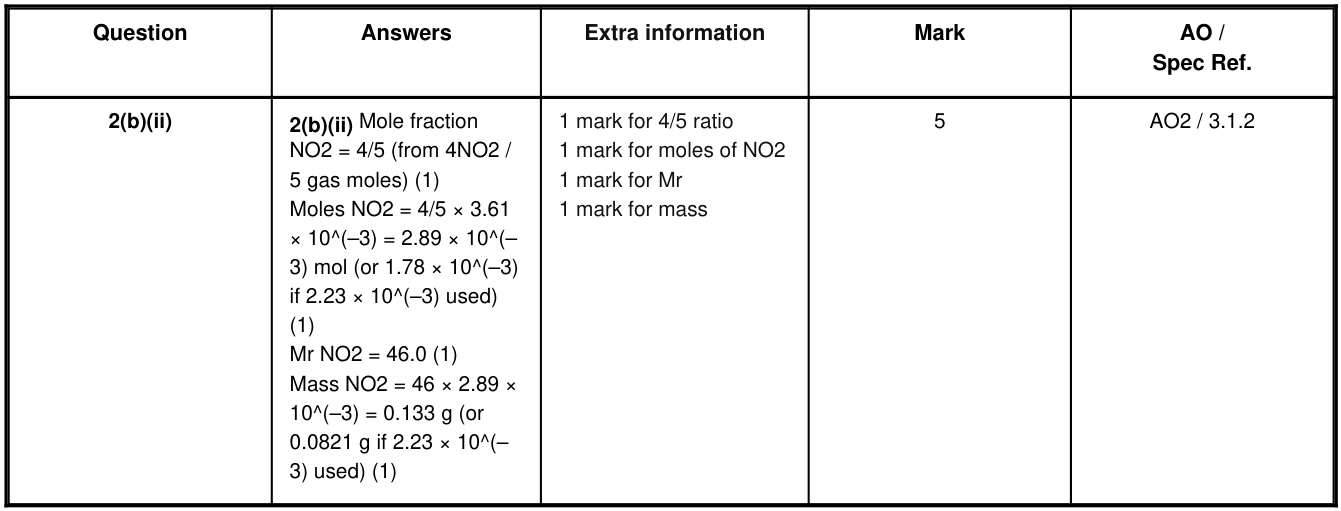 Question
Answers
Extra information
Mark
AO /
Spec Ref.
2(b)(ii)
2(b)(ii) Mole fraction
NO2 = 4/5 (from 4NO2 /
5 gas moles) (1)
Moles NO2 = 4/5 × 3.61
× 10^(–3) = 2.89 × 10^(–
3) mol (or 1.78 × 10^(–3)
if 2.23 × 10^(–3) used)
(1)
Mr NO2 = 46.0 (1)
Mass NO2 = 46 × 2.89 ×
10^(–3) = 0.133 g (or
0.0821 g if 2.23 × 10^(–
3) used) (1)
1 mark for 4/5 ratio
1 mark for moles of NO2
1 mark for Mr
1 mark for mass
5
AO2 / 3.1.2